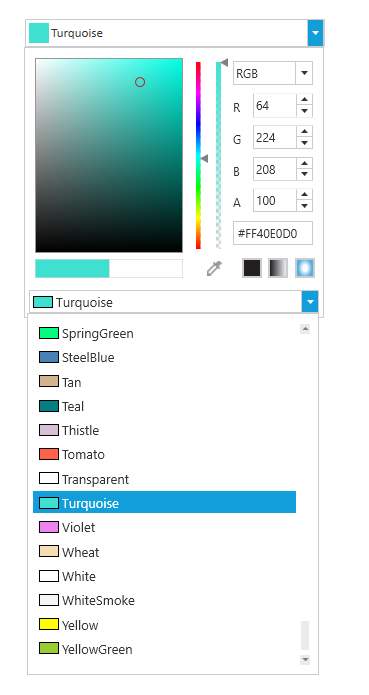 Turquoise
RGB
R 64
G 224
B 208
A 100
#FF40E0D0
Turquoise
SpringGreen
SteelBlue
Tan
Teal
Thistle
Tomato
Transparent
Turquoise
Violet
Wheat
White
WhiteSmoke
Yellow
YellowGreen